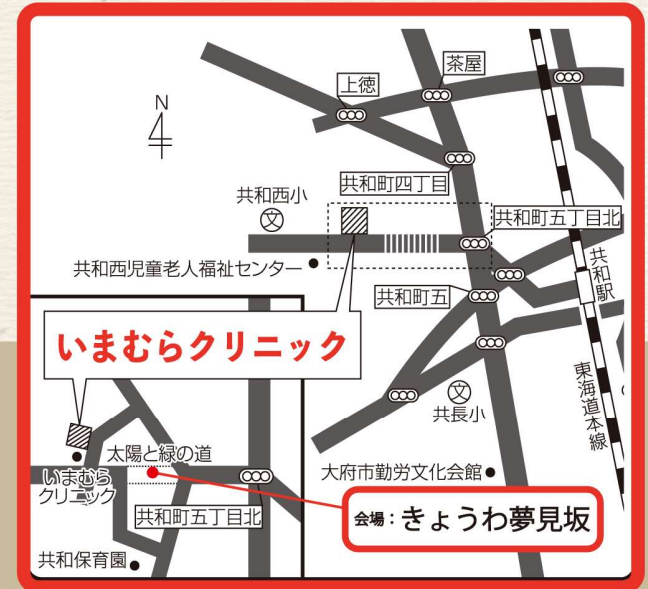 茶屋
上徳
N
共和町四丁目
共和西小
文
共和町五丁目北
共和西児童老人福祉センター
共和駅
共和町五
いまむらクリニック
東海道本線
文
共長小
太陽と緑の道
いまむら
クリニック
大府市勤労文化会館
共和町五丁目北
会場：きょうわ夢見坂
共和保育園